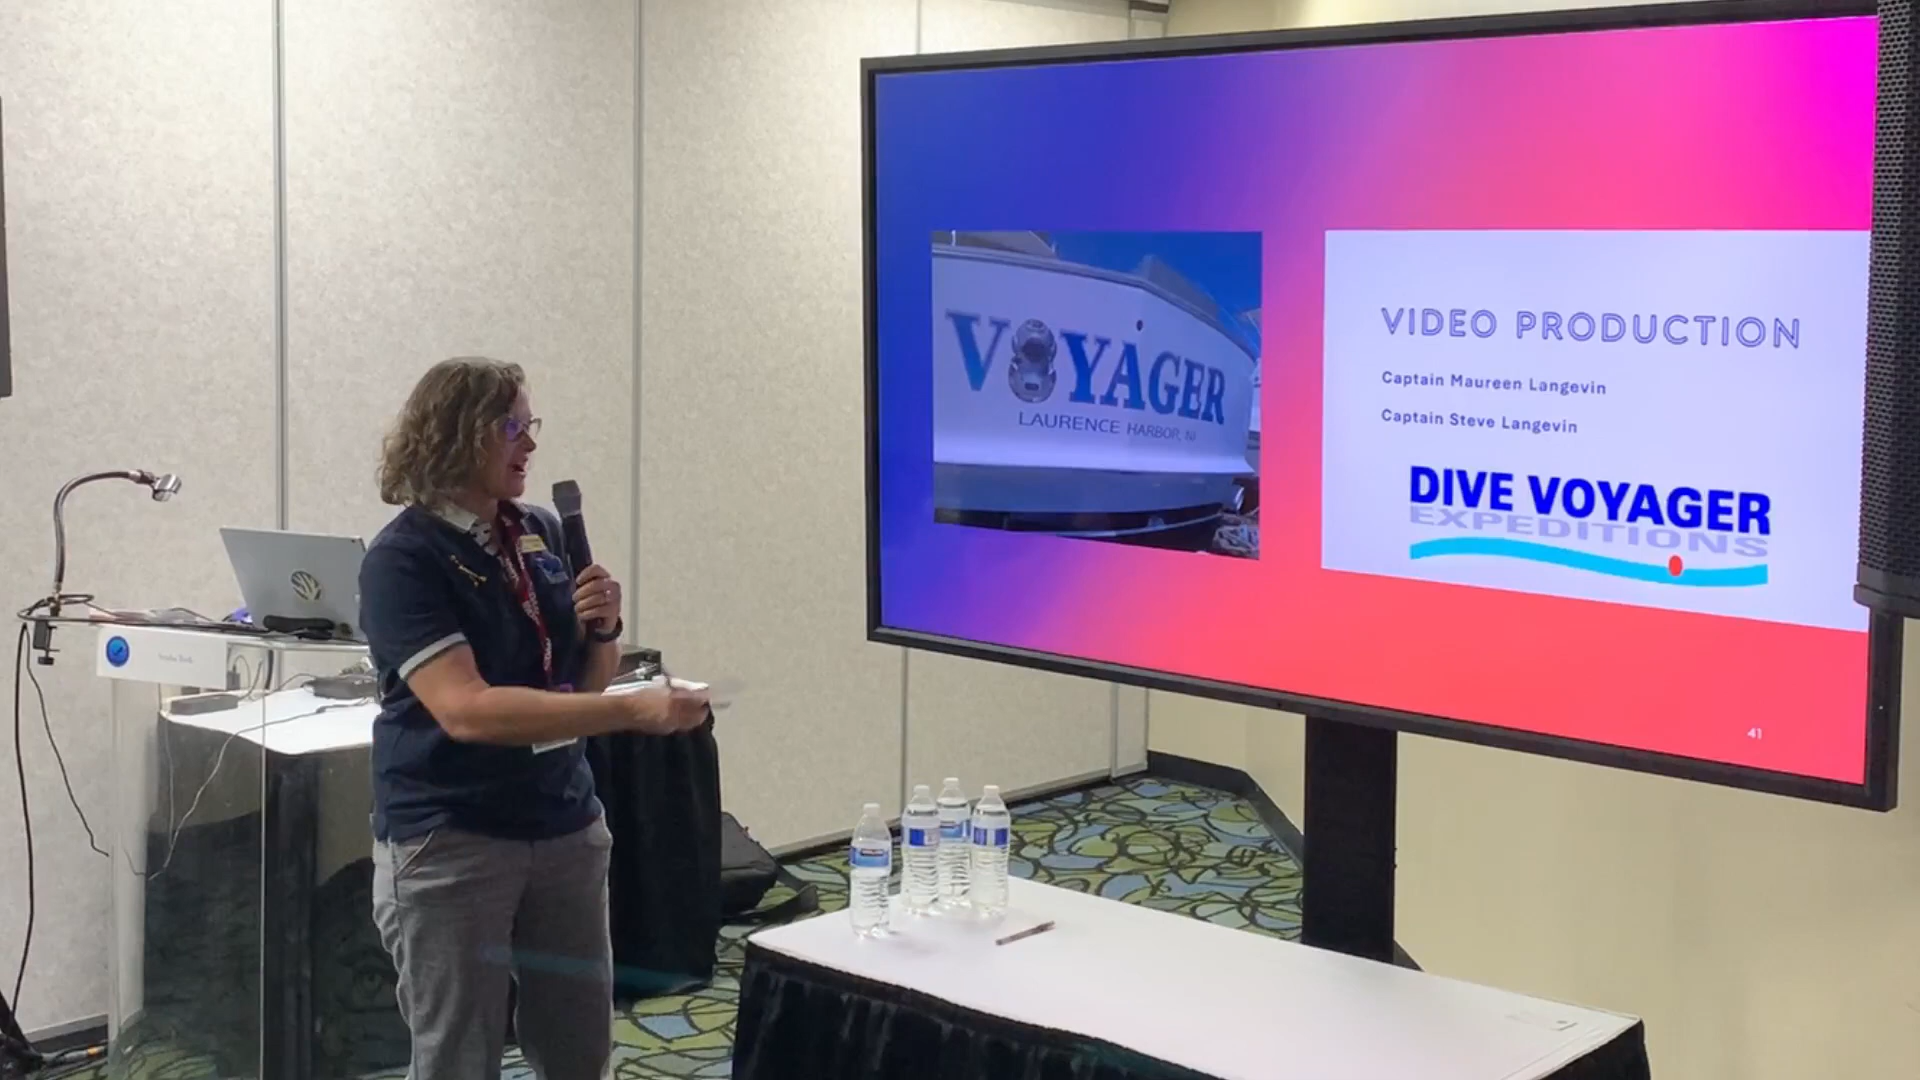 VOYAGER
LAURENCE HARBOR, NJ
VIDEO PRODUCTION
Captain Maureen Langevin
Captain Steve Langevin
DIVE VOYAGER
EXPEDITIONS
41